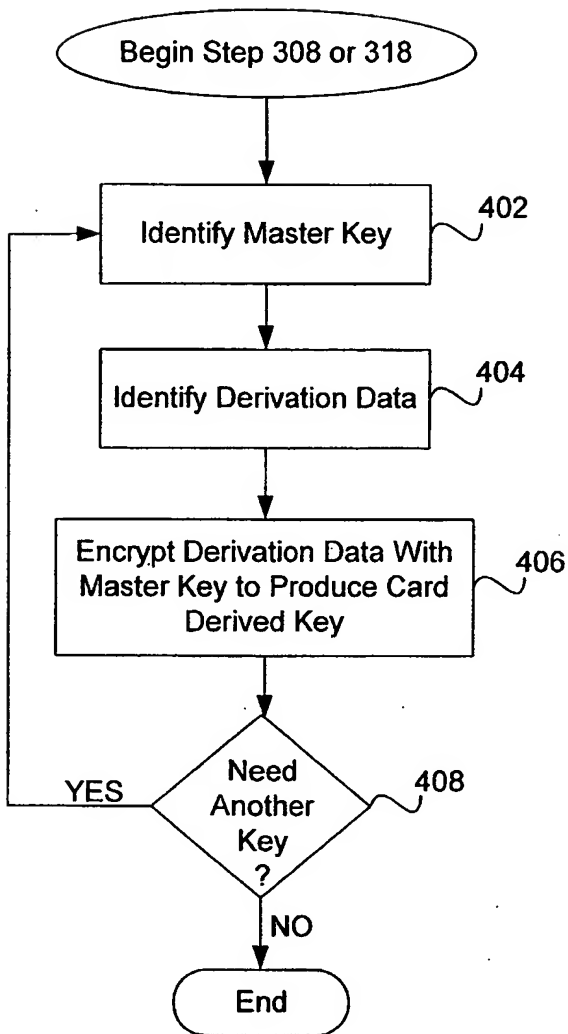 Begin Step 308 or 318
Identify Master Key
402
Identify Derivation Data
404
Encrypt Derivation Data With
Master Key to Produce Card
Derived Key
406
Need
Another
Key
?
408
YES
NO
End